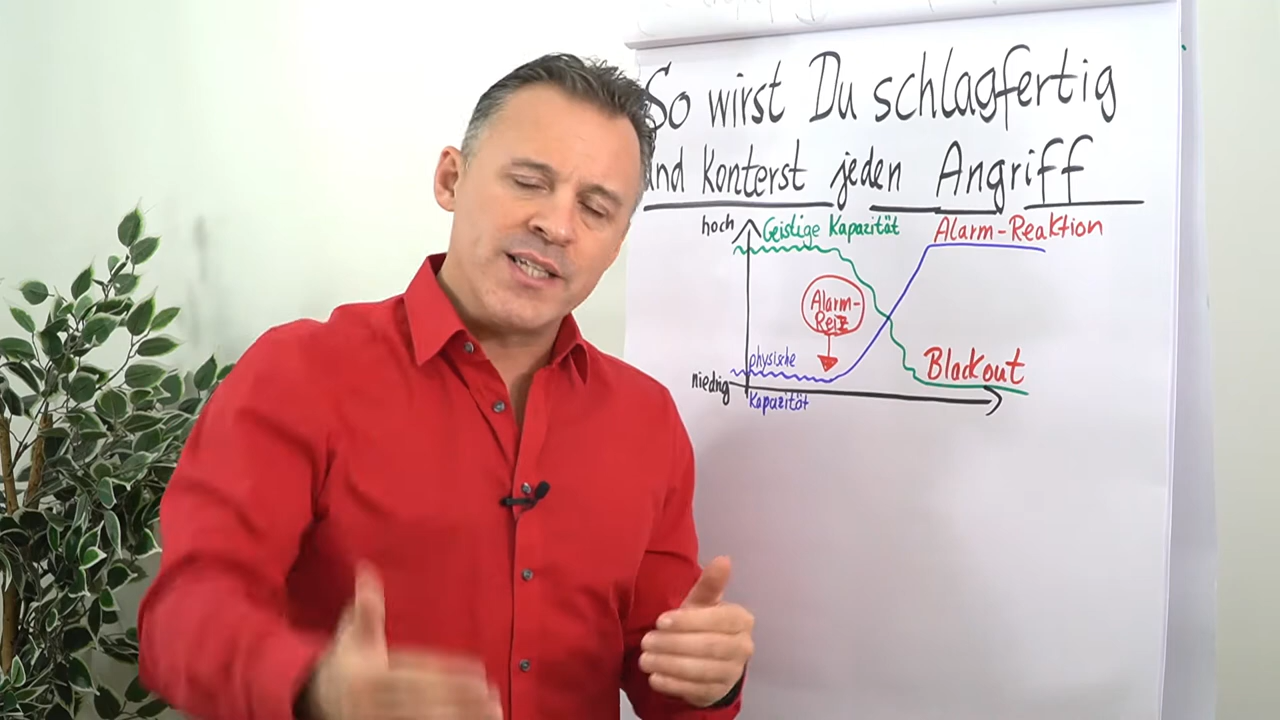 So wirst Du schlagfertig
und Konterst jeden Angriff
hoch
Geistige Kapazität
Alarm-Reaktion
Alarm-
Reiz
physische
niedrig
Kapazität
Blackout